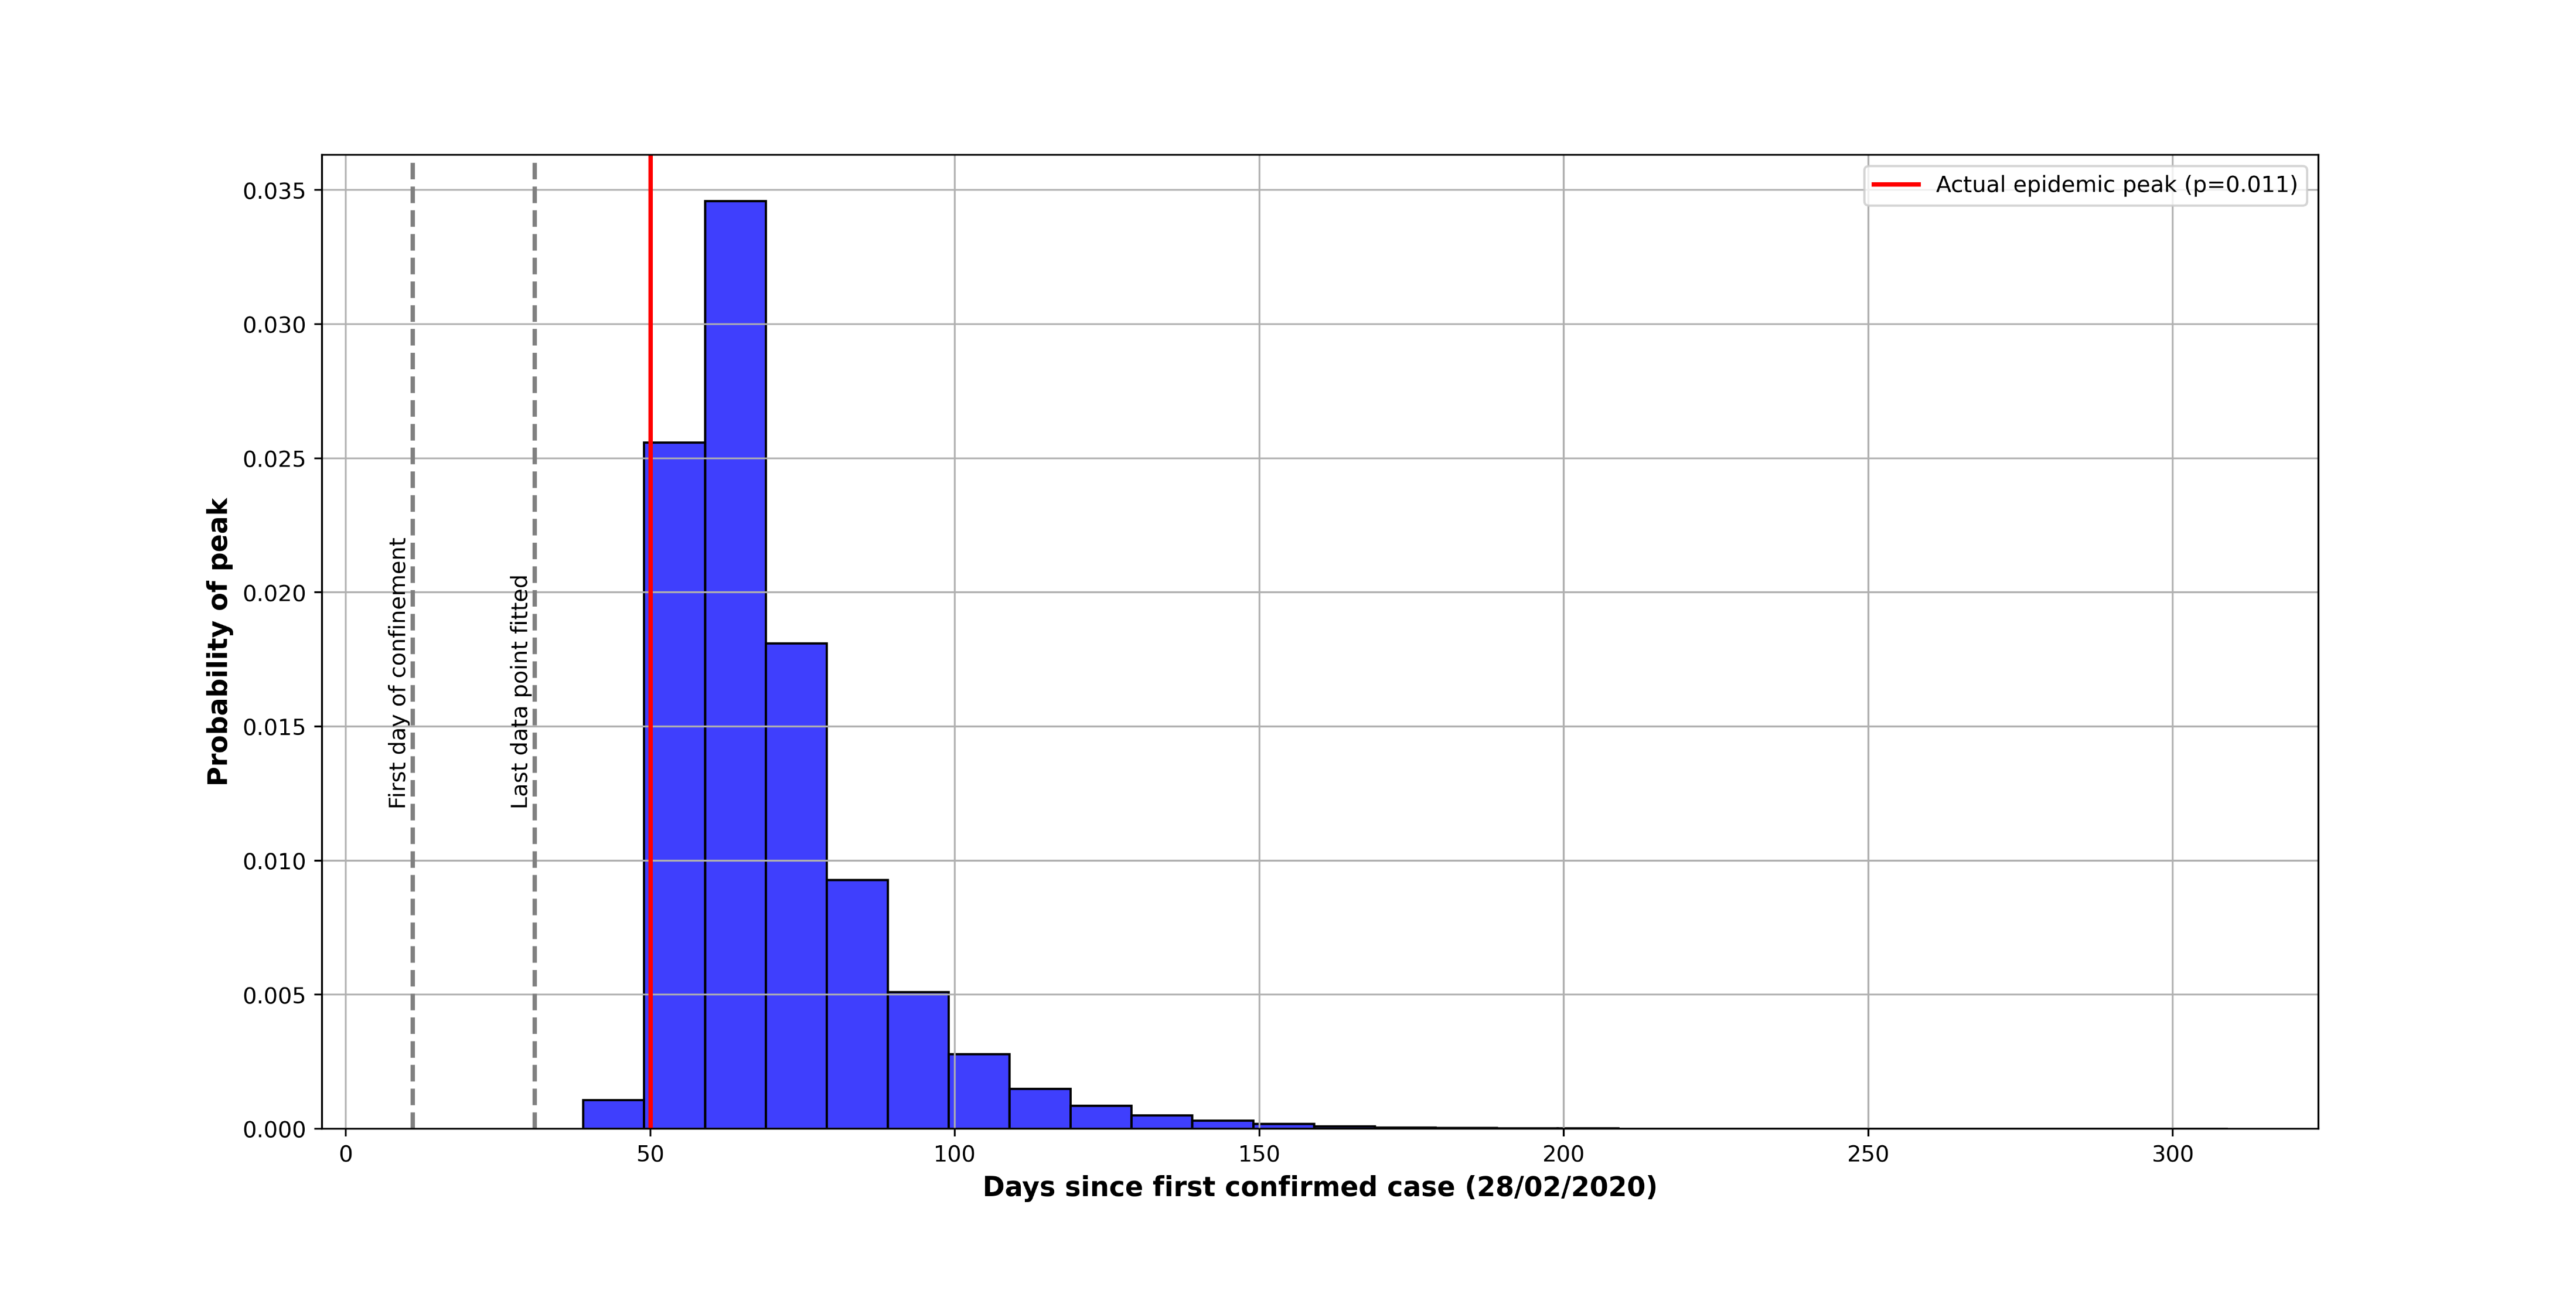 Actual epidemic peak (p=0.011)
0.035
0.030
0.025
0.020
0.015
0.010
0.005
0.000
Probability of peak
First day of confinement
Last data point fitted
0 50 100 150 200 250 300
Days since first confirmed case (28/02/2020)